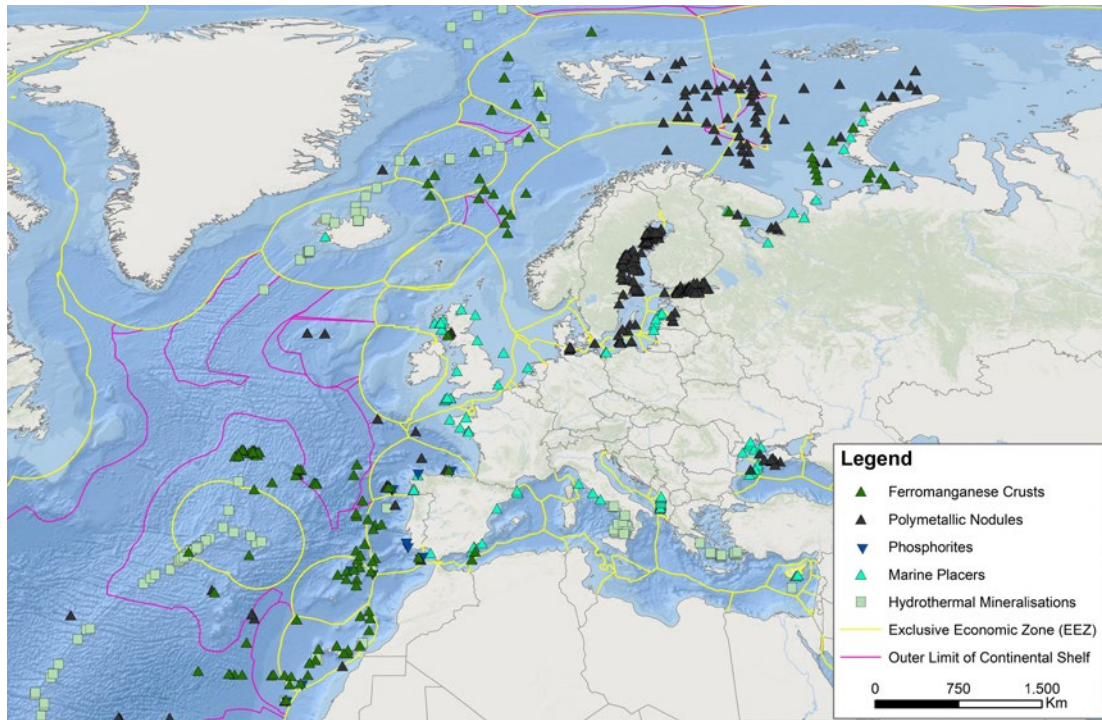 Legend
Ferromanganese Crusts
Polymetallic Nodules
Phosphorites
Marine Placers
Hydrothermal Mineralisations
Exclusive Economic Zone (EEZ)
Outer Limit of Continental Shelf
0 750 1.500
Km